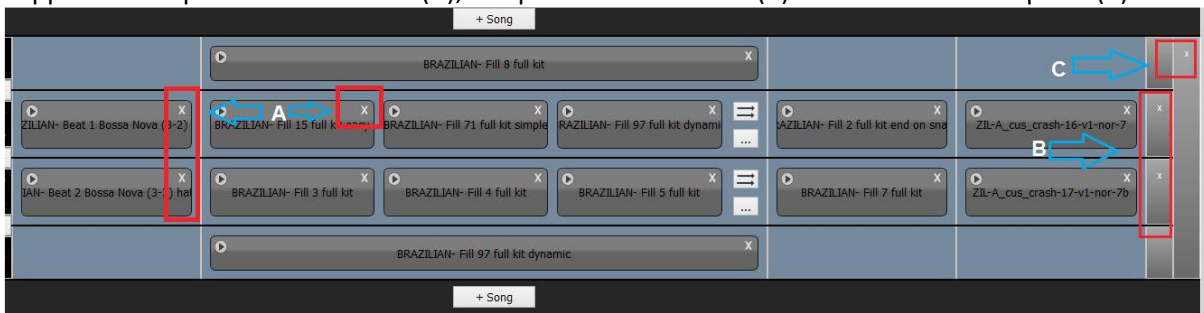 + Song
BRAZILIAN- Fill 8 full kit X
C X
ZILIAN- Beat 1 Bossa Nova (3-2) X
A
BRAZILIAN- Fill 15 full kit X
BRAZILIAN- Fill 71 full kit simple X
RAZILIAN- Fill 97 full kit dynami X
...
AZILIAN- Fill 2 full kit end on sna X
ZIL-A_cus_crash-16-v1-nor-7 X
B X
IAN- Beat 2 Bossa Nova (3-2) hat X
BRAZILIAN- Fill 3 full kit X
BRAZILIAN- Fill 4 full kit X
BRAZILIAN- Fill 5 full kit X
...
BRAZILIAN- Fill 7 full kit X
ZIL-A_cus_crash-17-v1-nor-7b X
X
BRAZILIAN- Fill 97 full kit dynamic X
+ Song